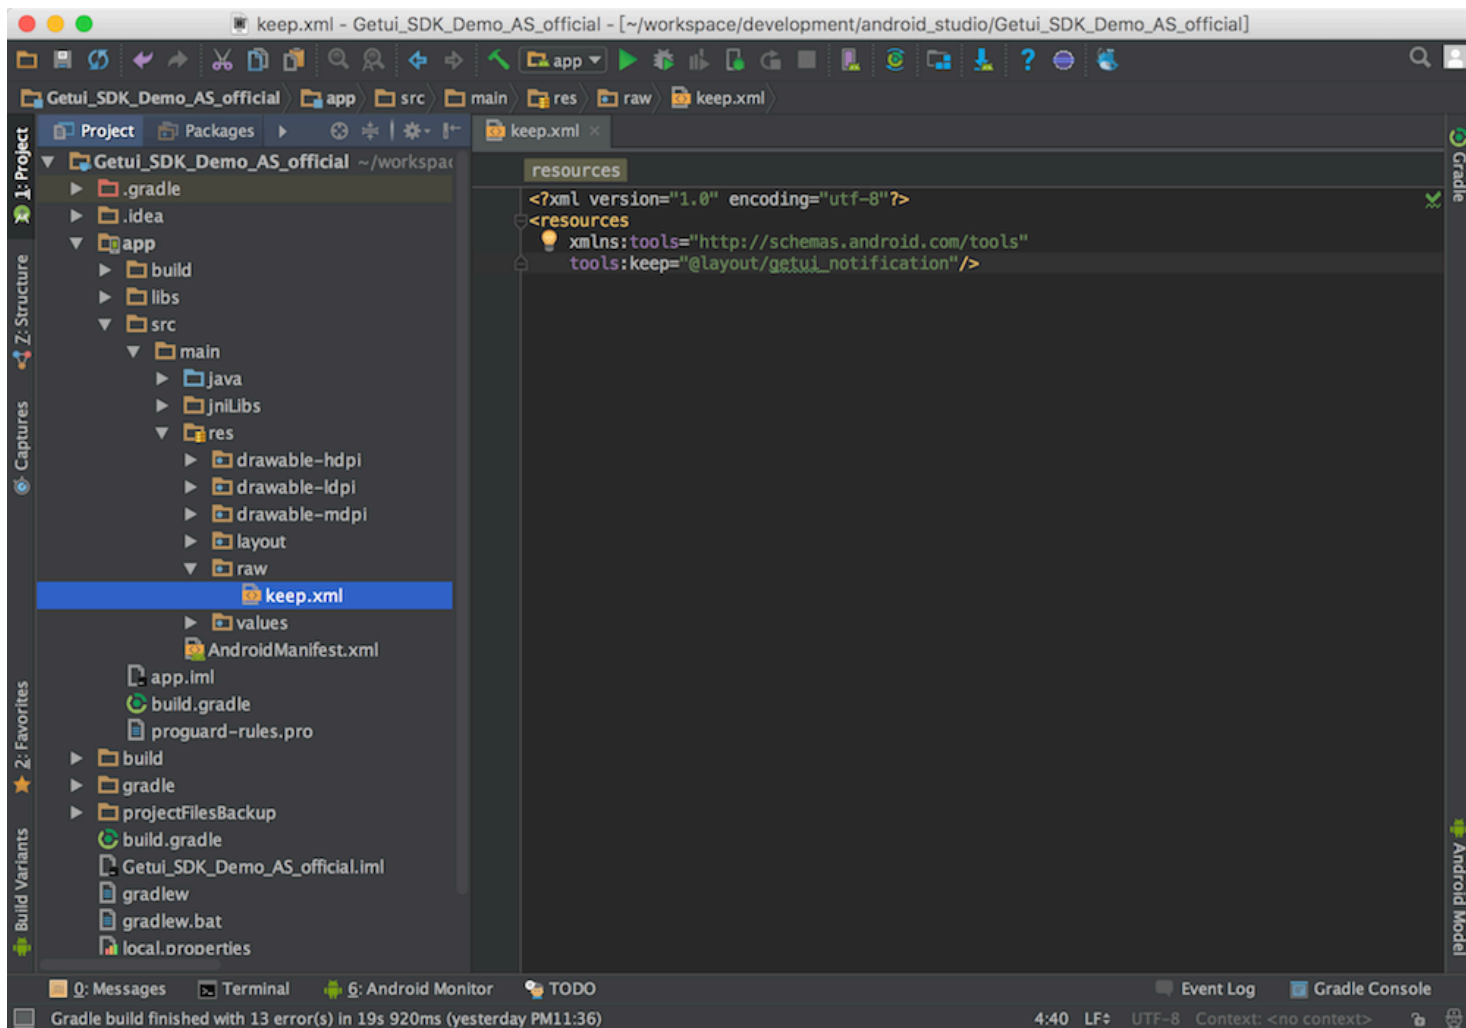 keep.xml - Getui_SDK_Demo_AS_official - [~/workspace/development/android_studio/Getui_SDK_Demo_AS_official]
app
Getui_SDK_Demo_AS_official app src main res raw keep.xml
1: Project
Z: Structure
Captures
2: Favorites
Build Variants
Project Packages
Getui_SDK_Demo_AS_official ~/workspac
.gradle
.idea
app
build
libs
src
main
java
jniLibs
res
drawable-hdpi
drawable-ldpi
drawable-mdpi
layout
raw
keep.xml
values
AndroidManifest.xml
app.iml
build.gradle
proguard-rules.pro
build
gradle
projectFilesBackup
build.gradle
Getui_SDK_Demo_AS_official.iml
gradlew
gradlew.bat
local.properties
keep.xml
resources
<?xml version="1.0" encoding="utf-8"?>
<resources
xmlns:tools="http://schemas.android.com/tools"
tools:keep="@layout/getui_notification"/>
Gradle
Android Model
0: Messages Terminal 6: Android Monitor TODO Event Log Gradle Console
Gradle build finished with 13 error(s) in 19s 920ms (yesterday PM11:36) 4:40 LF UTF-8 Context: <no context>